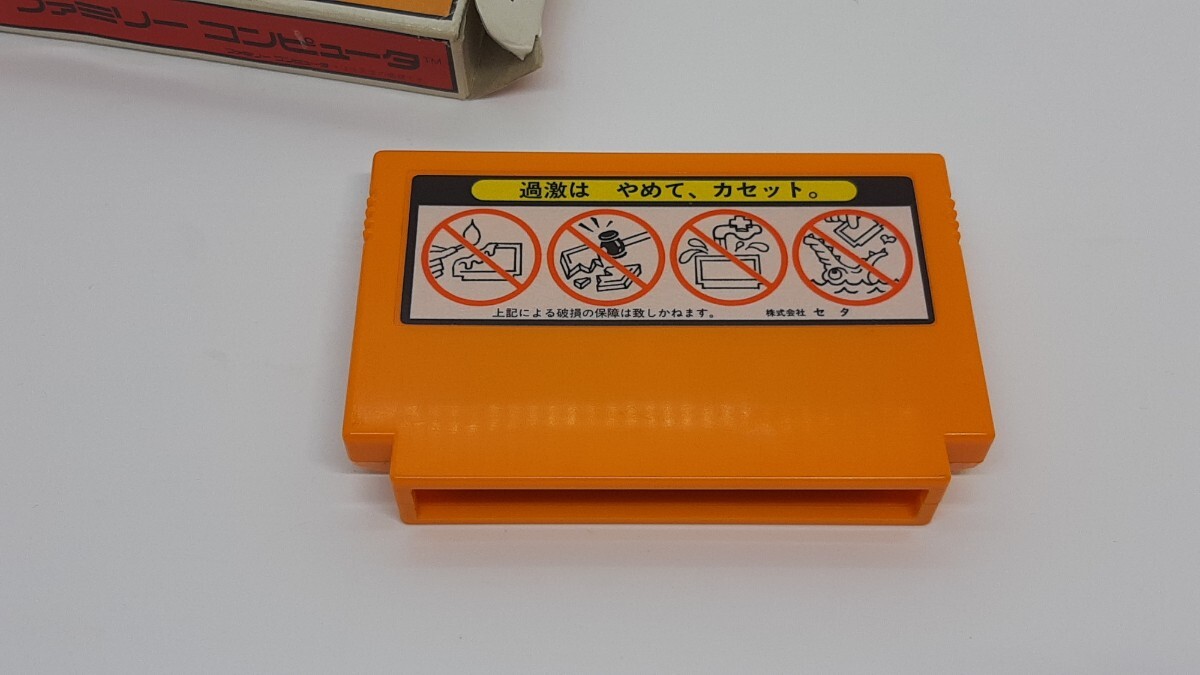 ファミリー コンピュータ™
過激は やめて、カセット。
上記による破損の保障は致しかねます。 株式会社 セタ